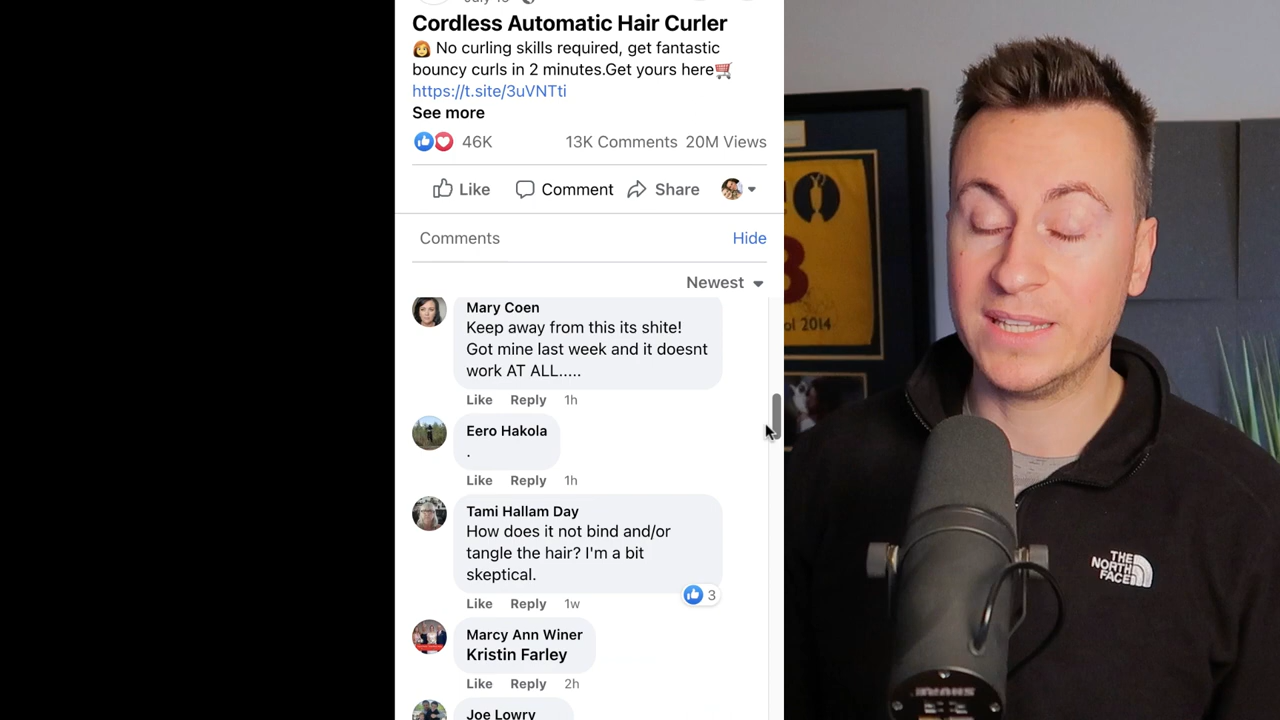 Cordless Automatic Hair Curler
👩 No curling skills required, get fantastic
bouncy curls in 2 minutes.Get yours here🛒
https://t.site/3uVNTti
See more
46K 13K Comments 20M Views
Like Comment Share
Comments Hide
Newest
Mary Coen
Keep away from this its shite!
Got mine last week and it doesnt
work AT ALL.....
Like Reply 1h
Eero Hakola
.
Like Reply 1h
Tami Hallam Day
How does it not bind and/or
tangle the hair? I'm a bit
skeptical.
3
Like Reply 1w
Marcy Ann Winer
Kristin Farley
Like Reply 2h
Joe Lowry
THE
NORTH
FACE
2014